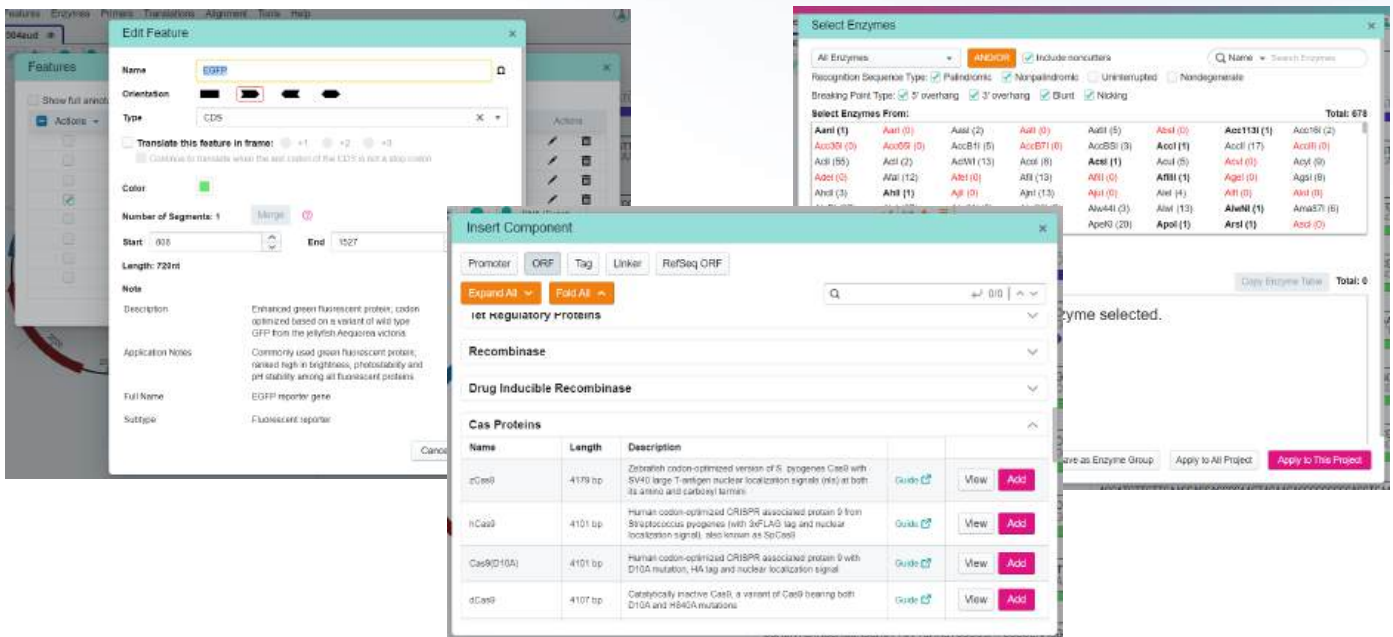 Features Enzymes Primers Translations Alignment Tools Help
Features
Show full annot
Actions
Actions
Edit Feature
×
Name EGFP Ω
Orientation
Type CDS
Translate this feature in frame: +1 +2 +3
Continue to translate when the last codon of the CDS is not a stop codon
Color
Number of Segments: 1 Merge
Start 808 End 1527
Length: 720nt
Note
Description Enhanced green fluorescent protein; codon
optimized based on a variant of wild type
GFP from the jellyfish Aequorea victoria
Application Notes Commonly used green fluorescent protein;
ranked high in brightness, photostability and
pH stability among all fluorescent proteins
Full Name EGFP reporter gene
Subtype Fluorescent reporter
Cance
Insert Component
×
Promoter ORF Tag Linker RefSeq ORF
Expand All Fold All 0/0
Tet Regulatory Proteins
Recombinase
Drug Inducible Recombinase
Cas Proteins
Name Length Description
zCas9 4179 bp Zebrafish codon-optimized version of S. pyogenes Cas9 with
SV40 large T-antigen nuclear localization signals (nls) at both
its amino and carboxyl termini
Guide View Add
hCas9 4101 bp Human codon-optimized CRISPR associated protein 9 from
Streptococcus pyogenes (with 3xFLAG tag and nuclear
localization signal), also known as SpCas9
Guide View Add
Cas9(D10A) 4101 bp Human codon-optimized CRISPR associated protein 9 with
D10A mutation, HA tag and nuclear localization signal
Guide View Add
dCas9 4107 bp Catalytically inactive Cas9, a variant of Cas9 bearing both
D10A and H840A mutations
Guide View Add
Select Enzymes
×
All Enzymes AND/OR Include noncutters Name Search Enzymes
Recognition Sequence Type: Palindromic Nonpalindromic Uninterrupted Nondegenerate
Breaking Point Type: 5' overhang 3' overhang Blunt Nicking
Select Enzymes From: Total: 678
AanI (1) AarI (0) AasI (2) AatI (0) AatII (5) AbsI (0) Acc113I (1) Acc16I (2)
Acc36I (0) Acc65I (0) AccB1I (5) AccB7I (0) AccBSI (3) AccI (1) AccII (17) AccIII (0)
AciI (55) AclI (2) AclWI (13) AcoI (8) AcsI (1) AcuI (5) AcvI (0) AcyI (9)
AdeI (0) AfaI (12) AfeI (0) AfiI (13) AflII (0) AflIII (1) AgeI (0) AgsI (8)
AhdI (3) AhlI (1) AjiI (0) AjnI (13) AjuI (0) AleI (4) AlfI (0) AloI (0)
Alw44I (3) AlwI (13) AlwNI (1) Ama87I (6)
ApeKI (20) ApoI (1) ArsI (1) AscI (0)
Copy Enzyme Table Total: 0
zyme selected.
ave as Enzyme Group Apply to All Project Apply to This Project